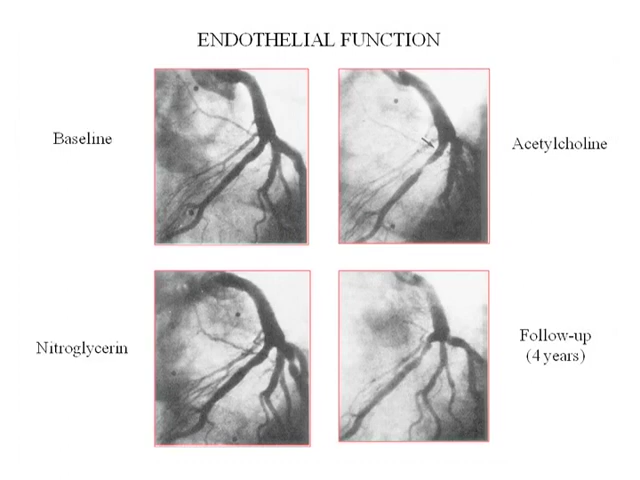 ENDOTHELIAL FUNCTION
Baseline
Acetylcholine
Nitroglycerin
Follow-up
(4 years)